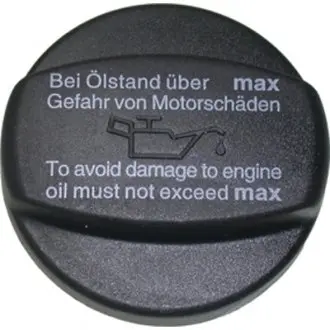 Bei Ölstand über max
Gefahr von Motorschäden
To avoid damage to engine
oil must not exceed max